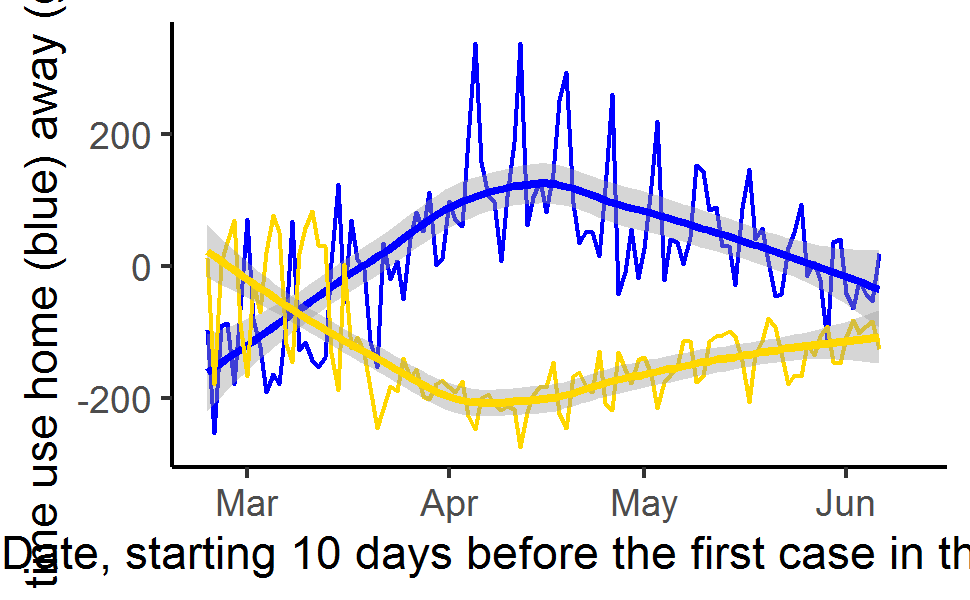 time use home (blue) away (
200
0
-200
Mar Apr May Jun
Date, starting 10 days before the first case in th